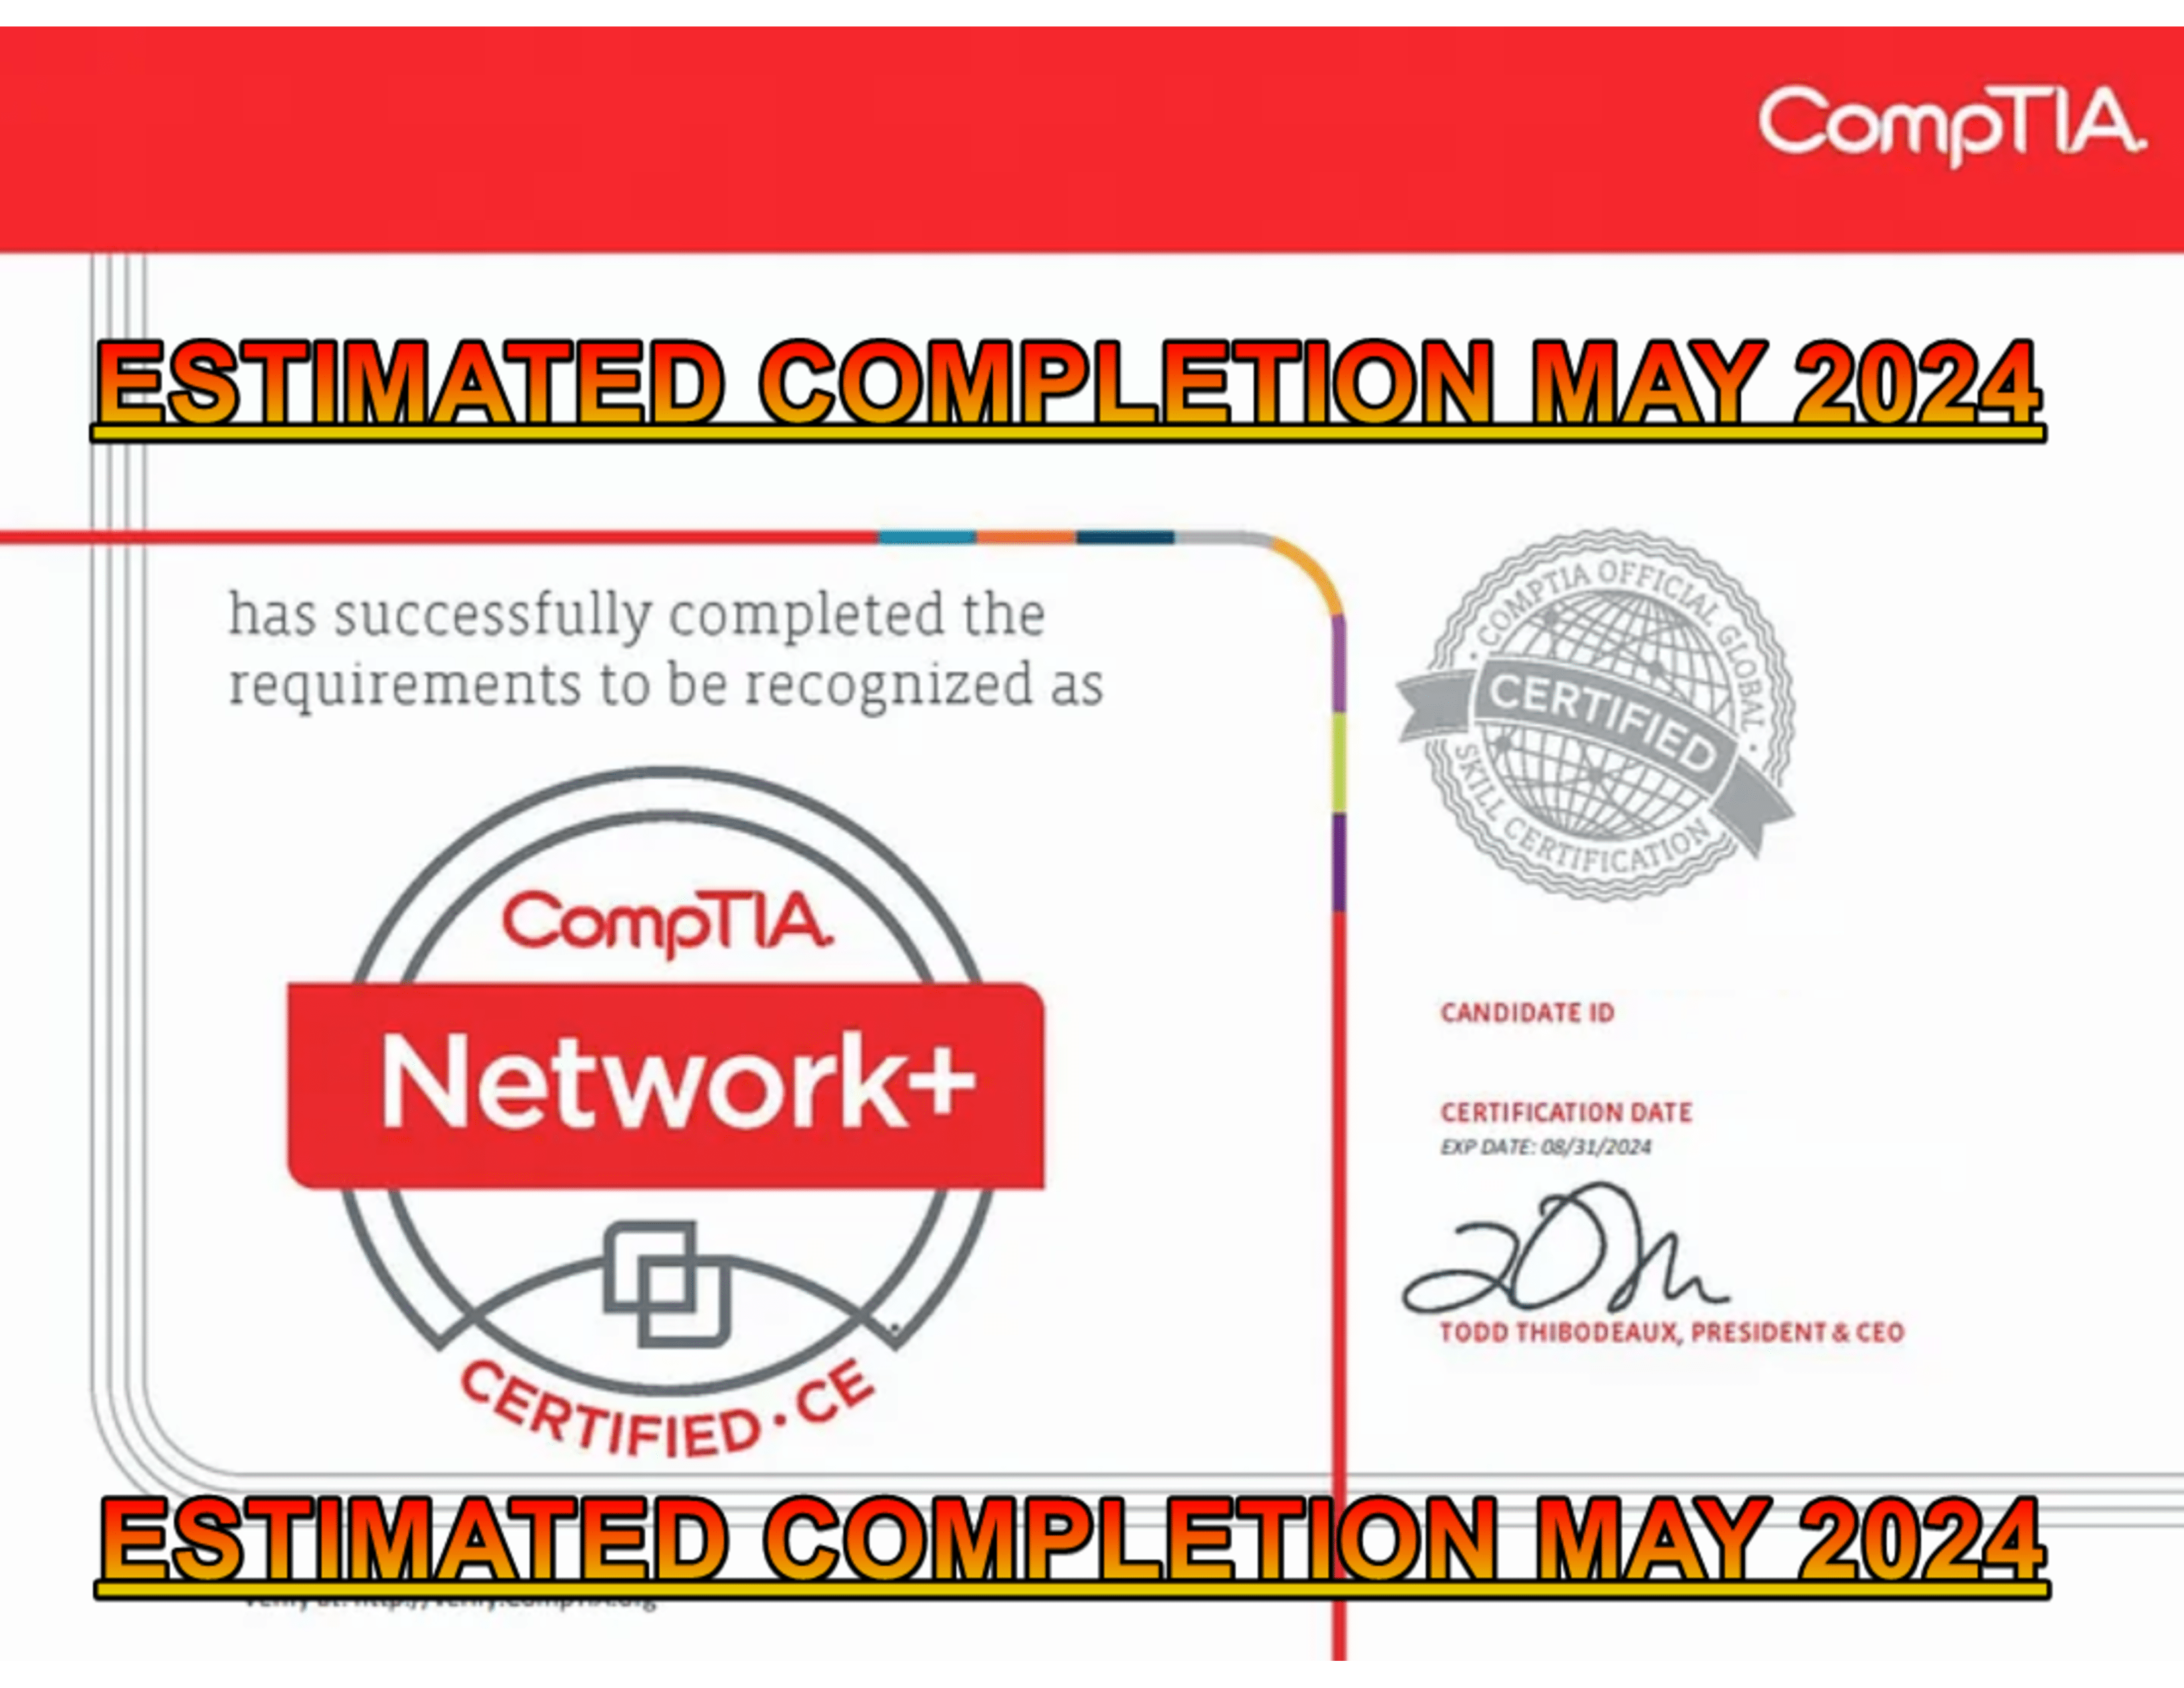 CompTIA.
ESTIMATED COMPLETION MAY 2024
has successfully completed the
requirements to be recognized as
COMPTIA OFFICIAL GLOBAL
CERTIFIED
SKILL CERTIFICATION
CompTIA.
Network+
CERTIFIED · CE
CANDIDATE ID
CERTIFICATION DATE
EXP DATE: 08/31/2024
TODD THIBODEAUX, PRESIDENT & CEO
ESTIMATED COMPLETION MAY 2024